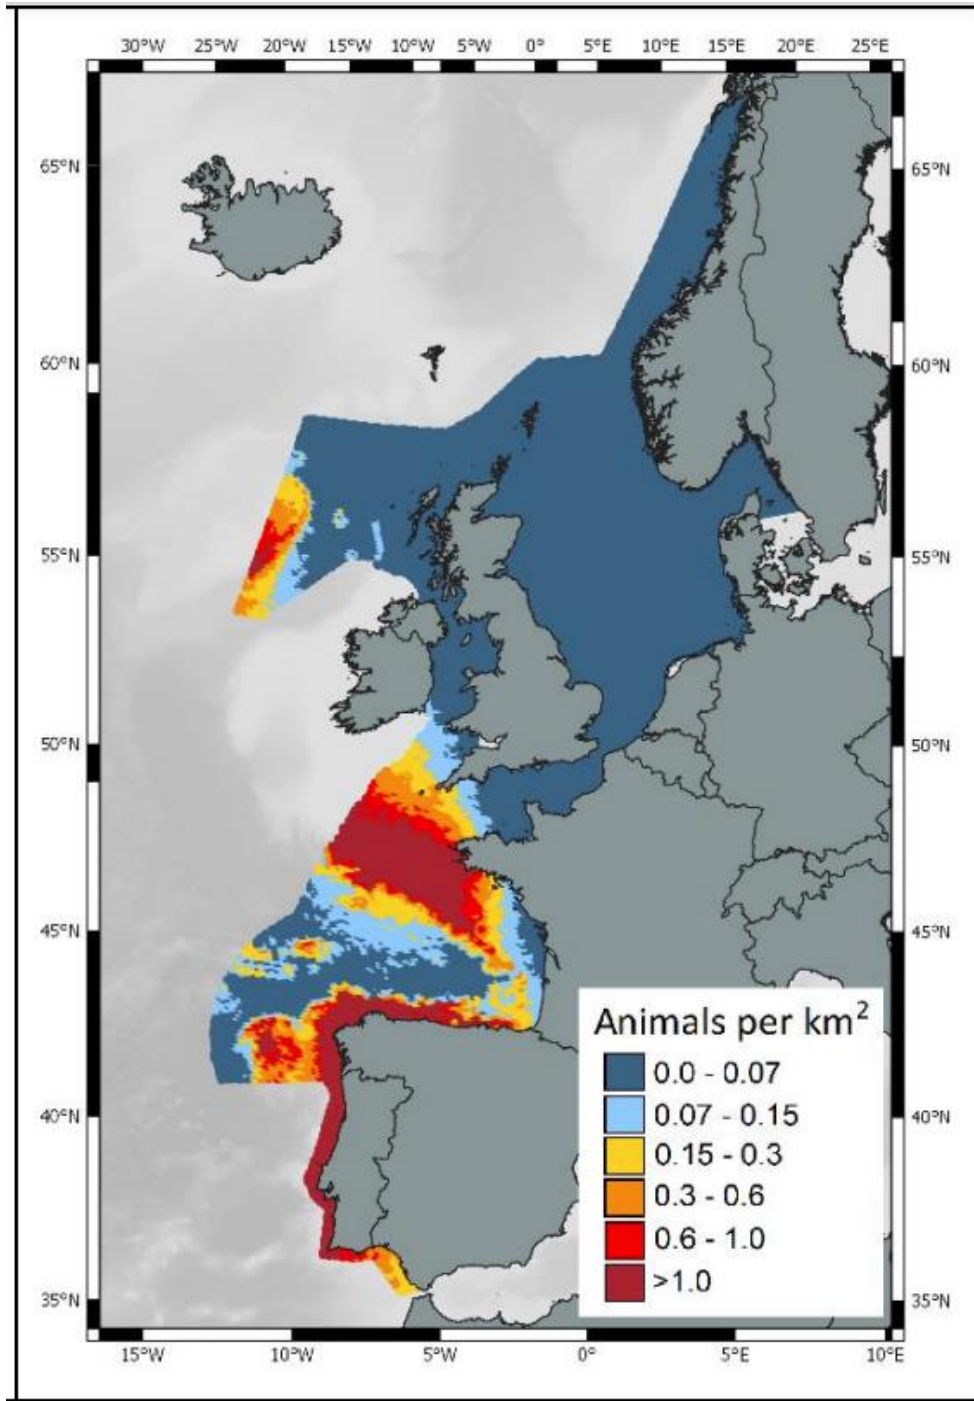 30°W 25°W 20°W 15°W 10°W 5°W 0° 5°E 10°E 15°E 20°E 25°E
65°N 65°N
60°N 60°N
55°N 55°N
50°N 50°N
45°N 45°N
Animals per km²
0.0 - 0.07
0.07 - 0.15
40°N 40°N
0.15 - 0.3
0.3 - 0.6
0.6 - 1.0
>1.0
35°N 35°N
15°W 10°W 5°W 0° 5°E 10°E